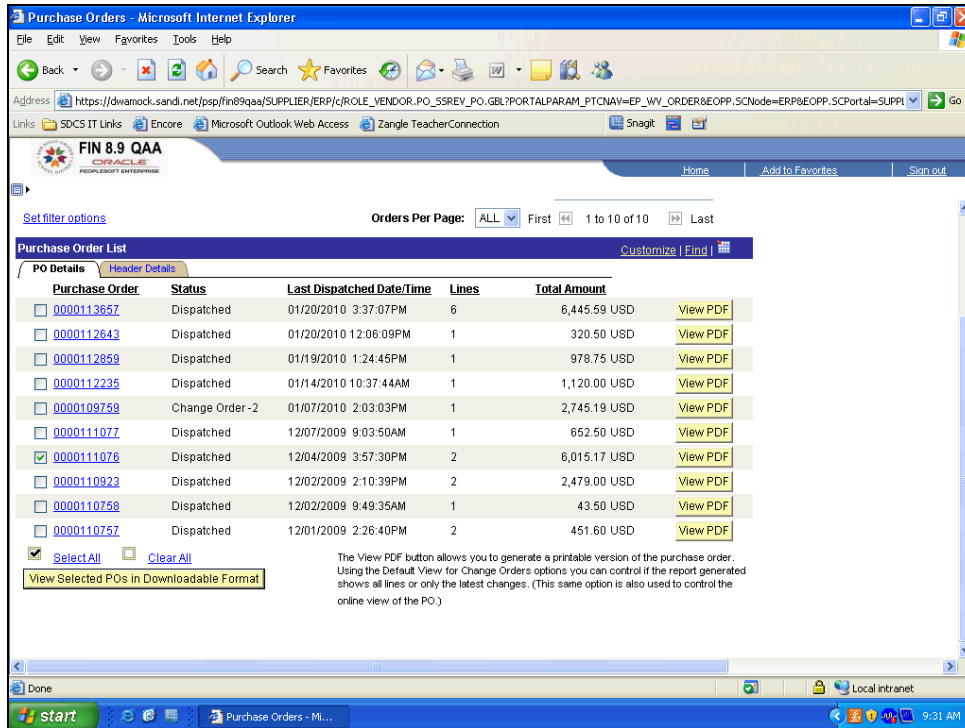 Purchase Orders - Microsoft Internet Explorer
File Edit View Favorites Tools Help
Back Search Favorites
Address https://dwamock.sandi.net/psp/fin89qaa/SUPPLIER/ERP/c/ROLE_VENDOR.PO_SSREV_PO.GBL?PORTALPARAM_PTCNAV=EP_WV_ORDER&EOPP.SCNode=ERP&EOPP.SCPortal=SUPPL Go
Links SDCS IT Links Encore Microsoft Outlook Web Access Zangle TeacherConnection Snagit
FIN 8.9 QAA
ORACLE
PEOPLESOFT ENTERPRISE
Home Add to Favorites Sign out
Set filter options Orders Per Page: ALL First 1 to 10 of 10 Last
Purchase Order List Customize | Find |
PO Details Header Details
Purchase Order Status Last Dispatched Date/Time Lines Total Amount
0000113657 Dispatched 01/20/2010 3:37:07PM 6 6,445.59 USD View PDF
0000112643 Dispatched 01/20/2010 12:06:09PM 1 320.50 USD View PDF
0000112859 Dispatched 01/19/2010 1:24:45PM 1 978.75 USD View PDF
0000112235 Dispatched 01/14/2010 10:37:44AM 1 1,120.00 USD View PDF
0000109759 Change Order -2 01/07/2010 2:03:03PM 1 2,745.19 USD View PDF
0000111077 Dispatched 12/07/2009 9:03:50AM 1 652.50 USD View PDF
0000111076 Dispatched 12/04/2009 3:57:30PM 2 6,015.17 USD View PDF
0000110923 Dispatched 12/02/2009 2:10:39PM 2 2,479.00 USD View PDF
0000110758 Dispatched 12/02/2009 9:49:35AM 1 43.50 USD View PDF
0000110757 Dispatched 12/01/2009 2:26:40PM 2 451.60 USD View PDF
Select All Clear All
View Selected POs in Downloadable Format
The View PDF button allows you to generate a printable version of the purchase order.
Using the Default View for Change Orders options you can control if the report generated
shows all lines or only the latest changes. (This same option is also used to control the
online view of the PO.)
Done Local intranet
start Purchase Orders - Mi... 9:31 AM